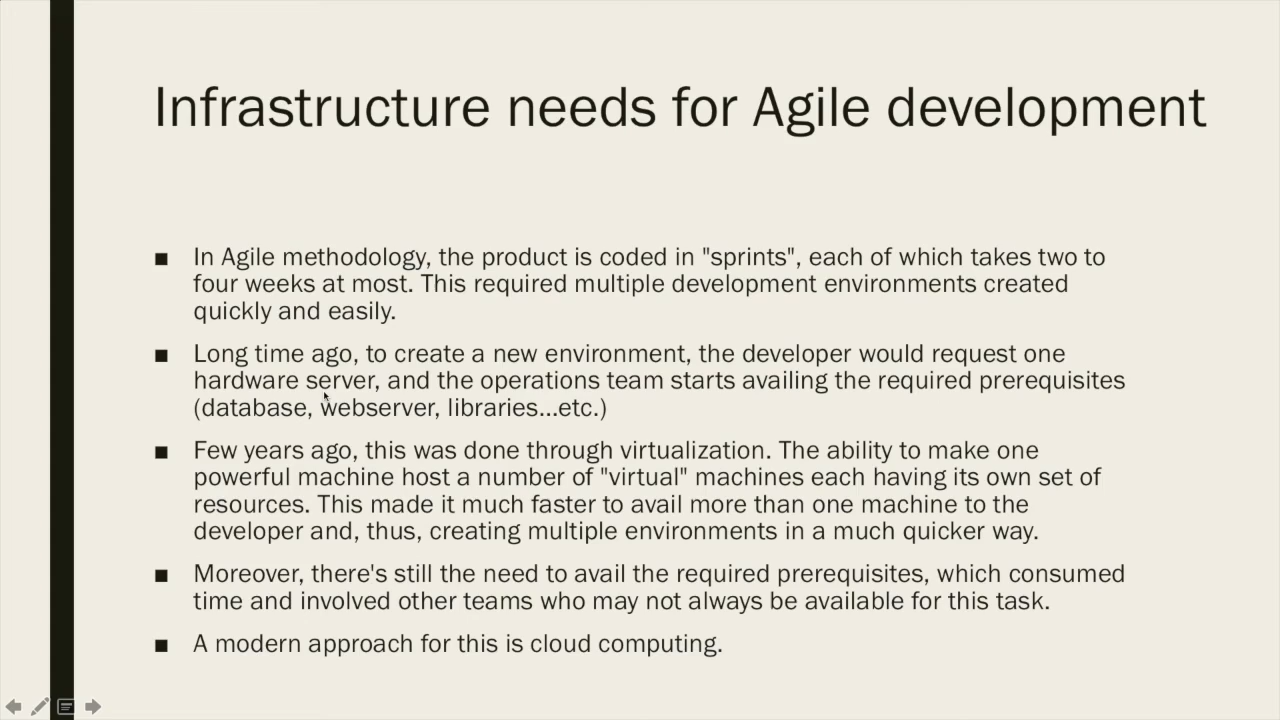 Infrastructure needs for Agile development
■ In Agile methodology, the product is coded in "sprints", each of which takes two to
four weeks at most. This required multiple development environments created
quickly and easily.
■ Long time ago, to create a new environment, the developer would request one
hardware server, and the operations team starts availing the required prerequisites
(database, webserver, libraries...etc.)
■ Few years ago, this was done through virtualization. The ability to make one
powerful machine host a number of "virtual" machines each having its own set of
resources. This made it much faster to avail more than one machine to the
developer and, thus, creating multiple environments in a much quicker way.
■ Moreover, there's still the need to avail the required prerequisites, which consumed
time and involved other teams who may not always be available for this task.
■ A modern approach for this is cloud computing.